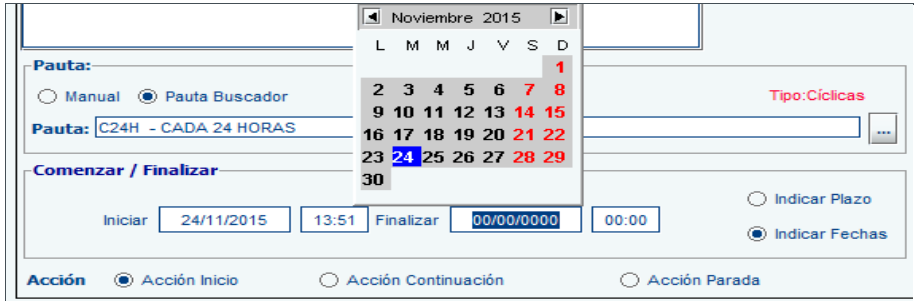 Noviembre 2015
L M M J V S D
1
2 3 4 5 6 7 8
9 10 11 12 13 14 15
16 17 18 19 20 21 22
23 24 25 26 27 28 29
30
Pauta:
Manual Pauta Buscador Tipo:Cíclicas
Pauta: C24H - CADA 24 HORAS ...
Comenzar / Finalizar
Indicar Plazo
Iniciar 24/11/2015 13:51 Finalizar 00/00/0000 00:00
Indicar Fechas
Acción Acción Inicio Acción Continuación Acción Parada